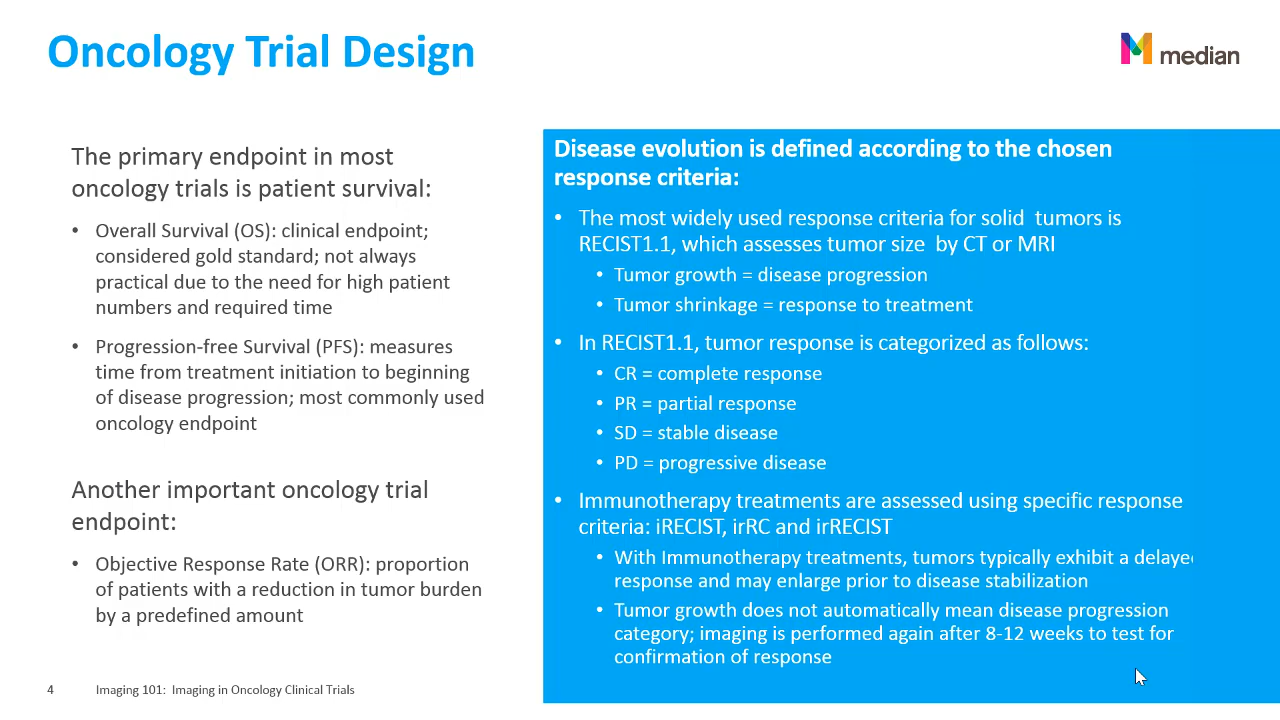 Oncology Trial Design
median
The primary endpoint in most
oncology trials is patient survival:
• Overall Survival (OS): clinical endpoint;
considered gold standard; not always
practical due to the need for high patient
numbers and required time
• Progression-free Survival (PFS): measures
time from treatment initiation to beginning
of disease progression; most commonly used
oncology endpoint
Another important oncology trial
endpoint:
• Objective Response Rate (ORR): proportion
of patients with a reduction in tumor burden
by a predefined amount
Disease evolution is defined according to the chosen
response criteria:
• The most widely used response criteria for solid tumors is
RECIST1.1, which assesses tumor size by CT or MRI
• Tumor growth = disease progression
• Tumor shrinkage = response to treatment
• In RECIST1.1, tumor response is categorized as follows:
• CR = complete response
• PR = partial response
• SD = stable disease
• PD = progressive disease
• Immunotherapy treatments are assessed using specific response
criteria: iRECIST, irRC and irRECIST
• With Immunotherapy treatments, tumors typically exhibit a delayed
response and may enlarge prior to disease stabilization
• Tumor growth does not automatically mean disease progression
category; imaging is performed again after 8-12 weeks to test for
confirmation of response
4 Imaging 101: Imaging in Oncology Clinical Trials